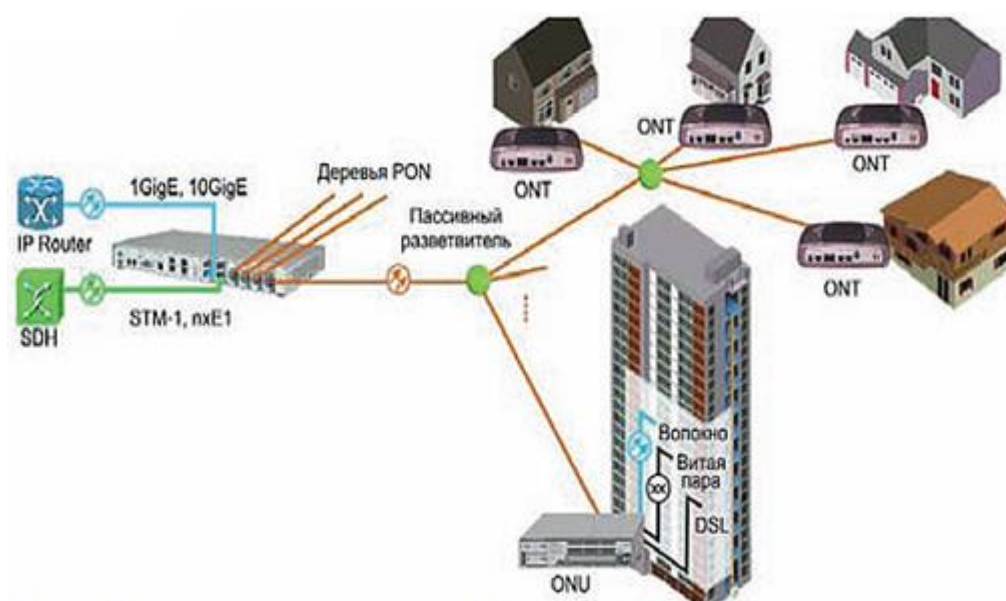 1GigE, 10GigE
IP Router
SDH
STM-1, nxE1
Деревья PON
Пассивный
разветвитель
ONT
ONT
ONT
ONT
Волокно
Витая
пара
xx
DSL
ONU